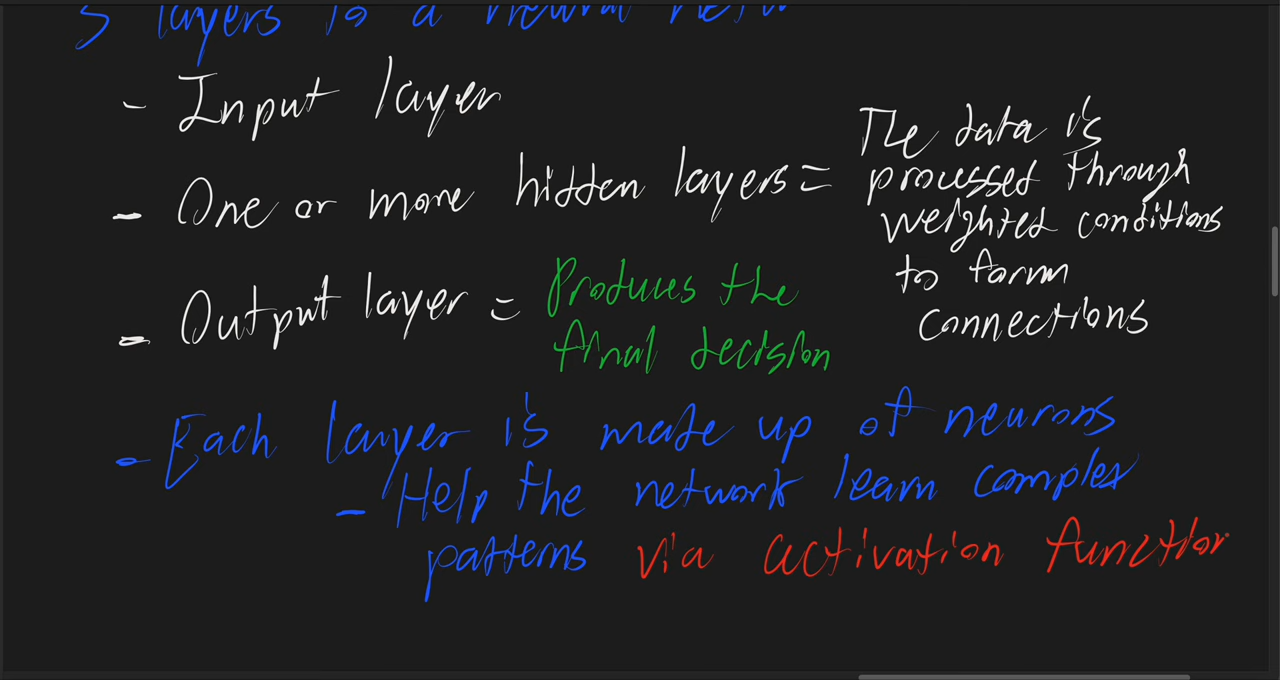 layers to a neural netw
- Input layer
- One or more hidden layers =
The data is
processed through
weighted conditions
to form
connections
- Output layer =
Produces the
final decision
- Each layer is made up of neurons
- Help the network learn complex
patterns via activation function